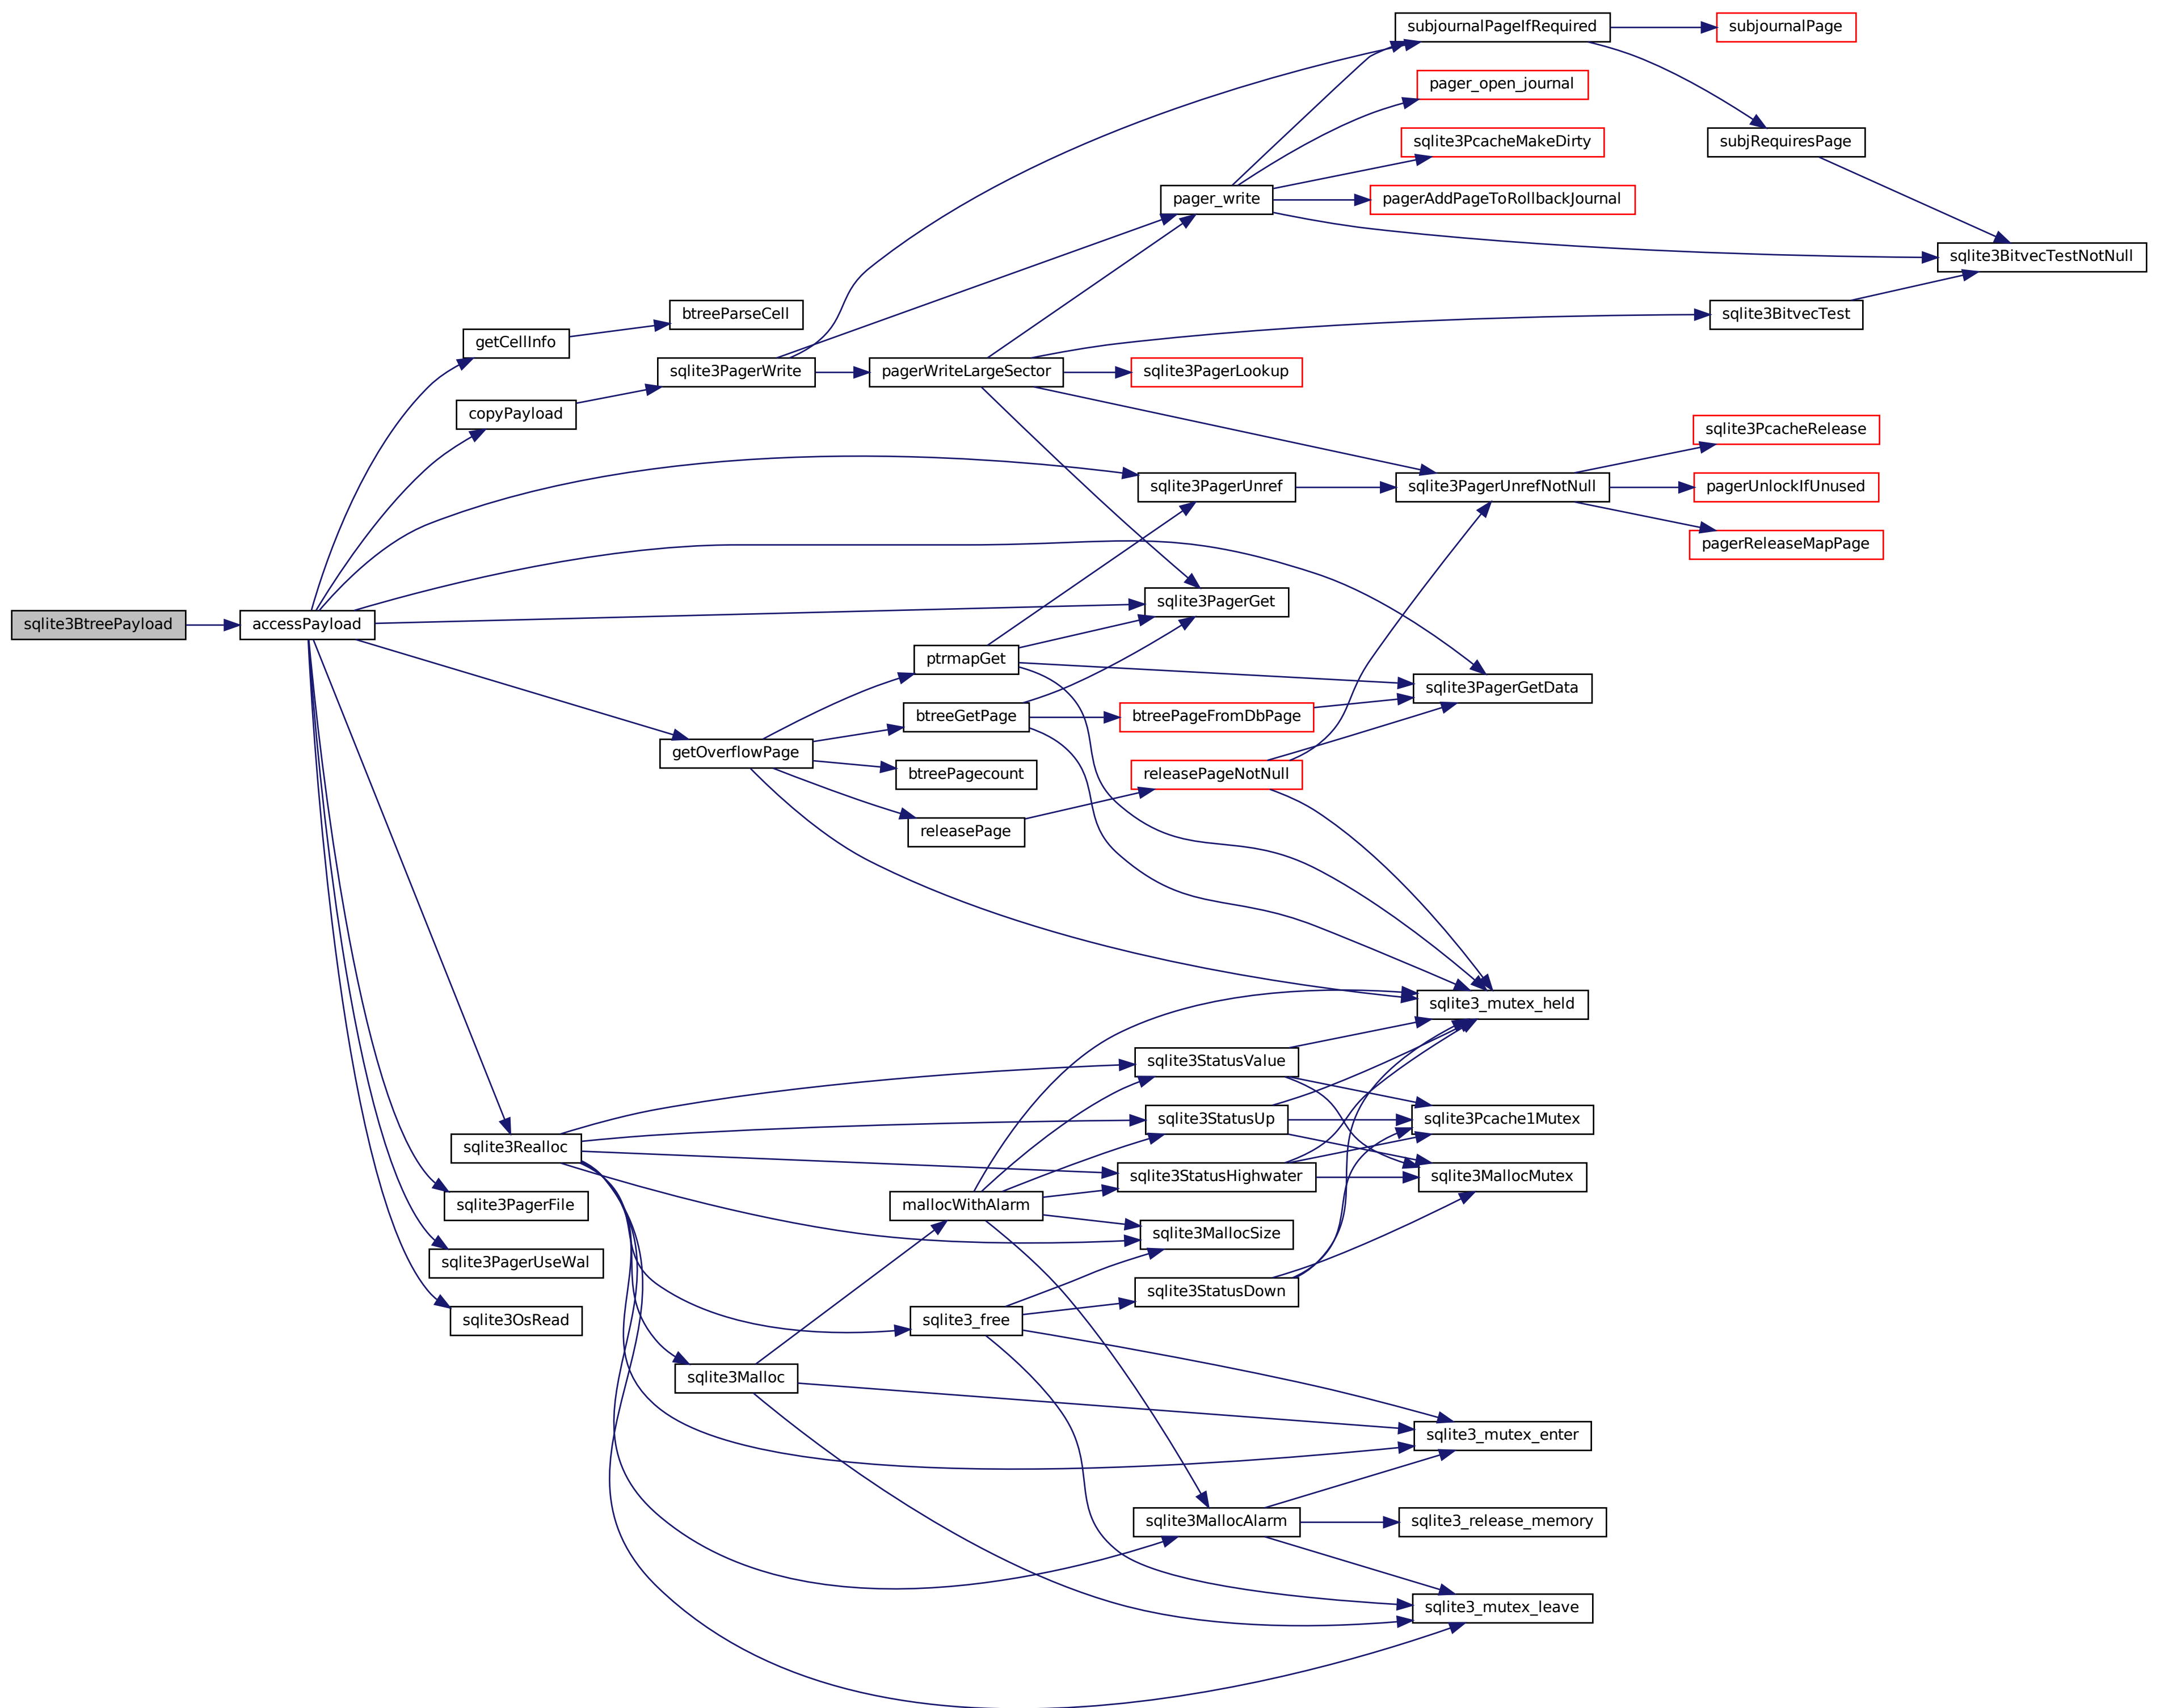 sqlite3BtreePayload
accessPayload
getCellInfo
btreeParseCell
copyPayload
sqlite3PagerWrite
pagerWriteLargeSector
pager_write
subjournalPageIfRequired
subjournalPage
pager_open_journal
sqlite3PcacheMakeDirty
subjRequiresPage
pagerAddPageToRollbackJournal
sqlite3BitvecTestNotNull
sqlite3BitvecTest
sqlite3PagerLookup
sqlite3PcacheRelease
sqlite3PagerUnref
sqlite3PagerUnrefNotNull
pagerUnlockIfUnused
pagerReleaseMapPage
sqlite3PagerGet
ptrmapGet
sqlite3PagerGetData
btreeGetPage
btreePageFromDbPage
getOverflowPage
btreePagecount
releasePageNotNull
releasePage
sqlite3_mutex_held
sqlite3StatusValue
sqlite3StatusUp
sqlite3Pcache1Mutex
sqlite3Realloc
sqlite3StatusHighwater
sqlite3MallocMutex
sqlite3PagerFile
mallocWithAlarm
sqlite3MallocSize
sqlite3PagerUseWal
sqlite3StatusDown
sqlite3OsRead
sqlite3_free
sqlite3Malloc
sqlite3_mutex_enter
sqlite3MallocAlarm
sqlite3_release_memory
sqlite3_mutex_leave